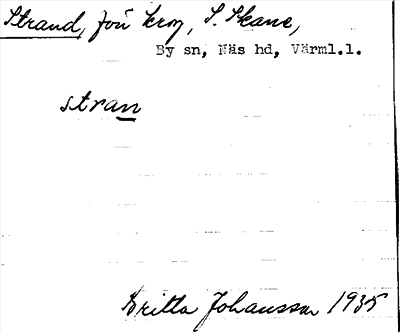 Strand, förr krog, S. Skane,
By sn, Näs hd, Värml.l.
stran
Britta Johansson 1935